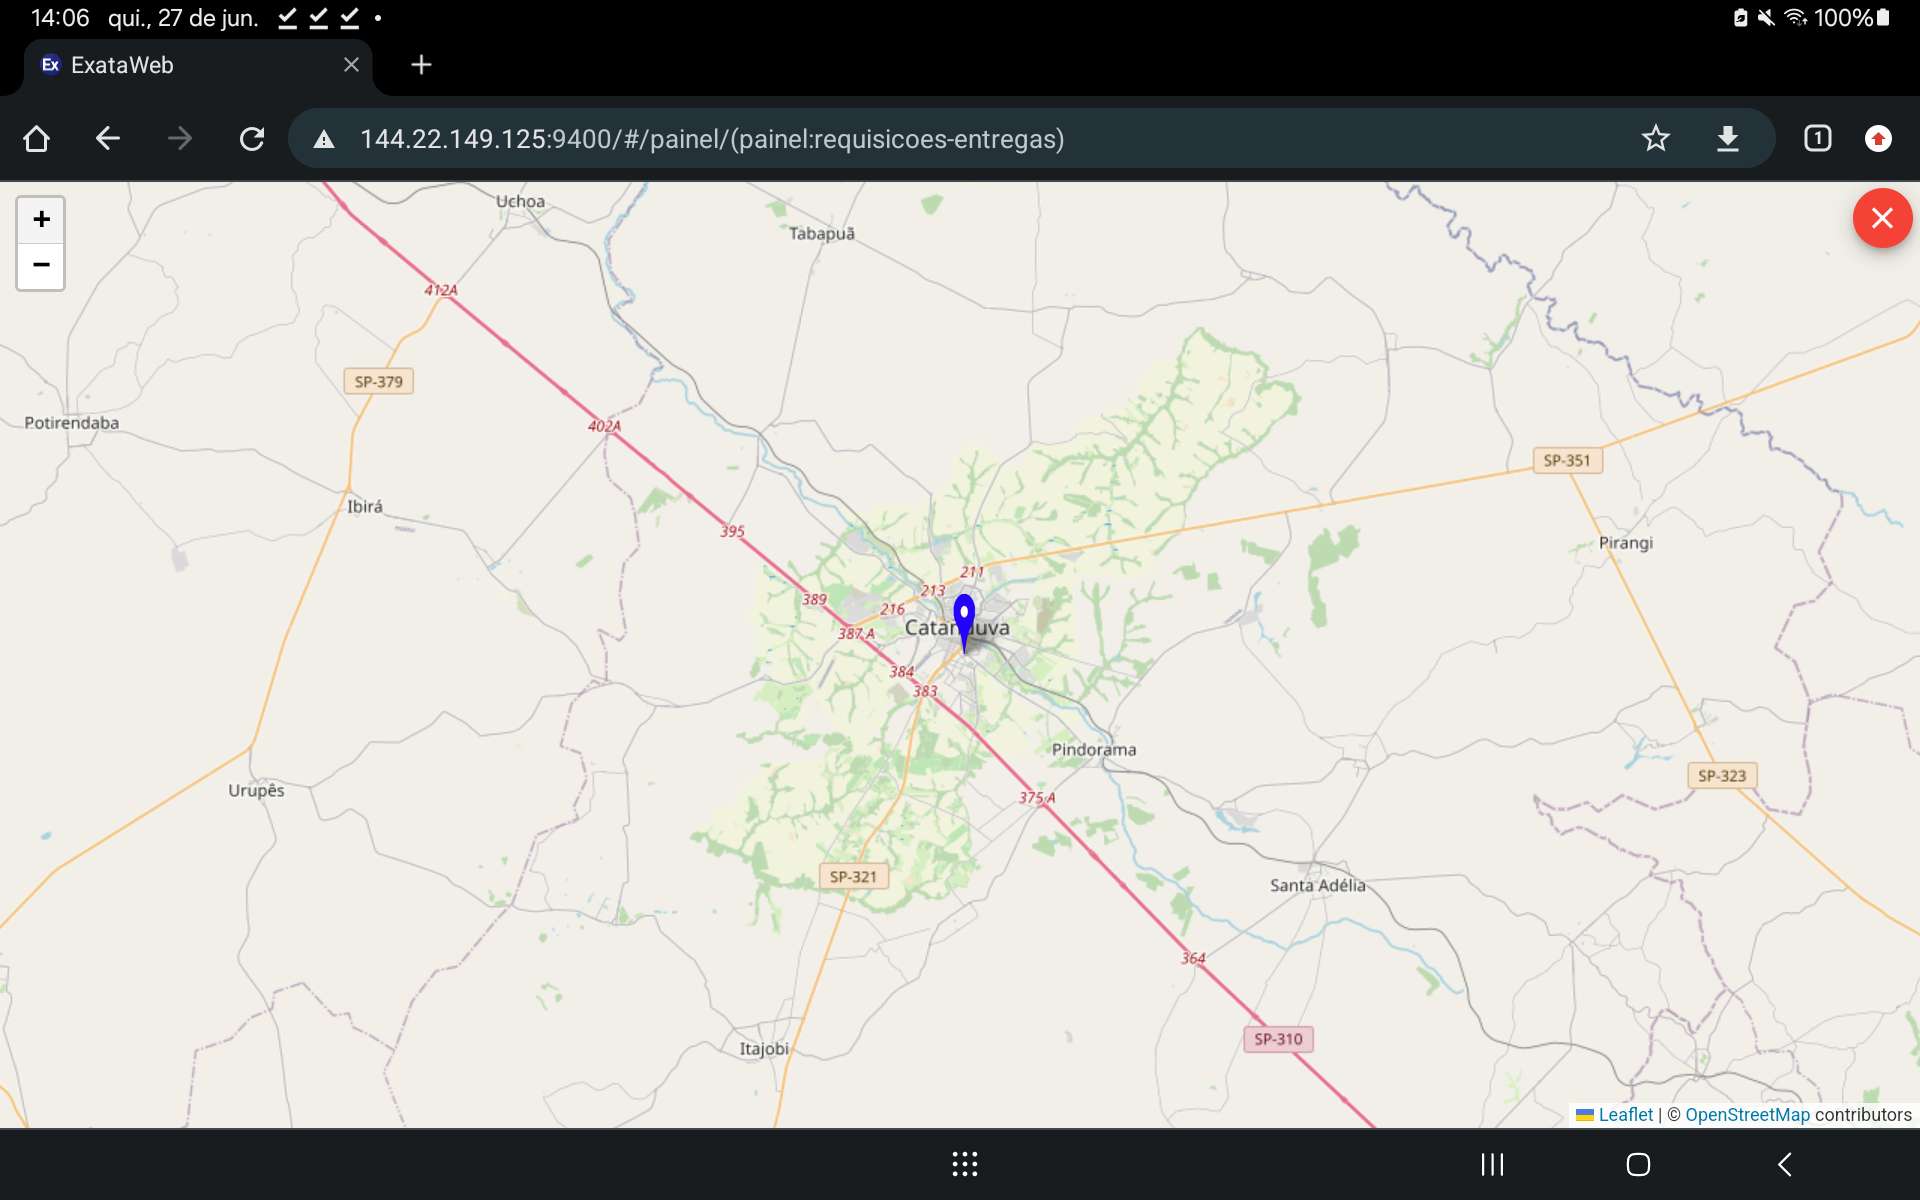 14:06 qui., 27 de jun.
100%
Ex ExataWeb
144.22.149.125:9400/#/painel/(painel:requisicoes-entregas)
1
+
−
Uchoa
Tabapuã
412A
SP-379
Potirendaba
402A
SP-351
Ibirá
395
Pirangi
211
213
389
216
387 A
384
383
Pindorama
SP-323
Urupês
375 A
SP-321
Santa Adélia
364
SP-310
Itajobi
Leaflet | © OpenStreetMap contributors